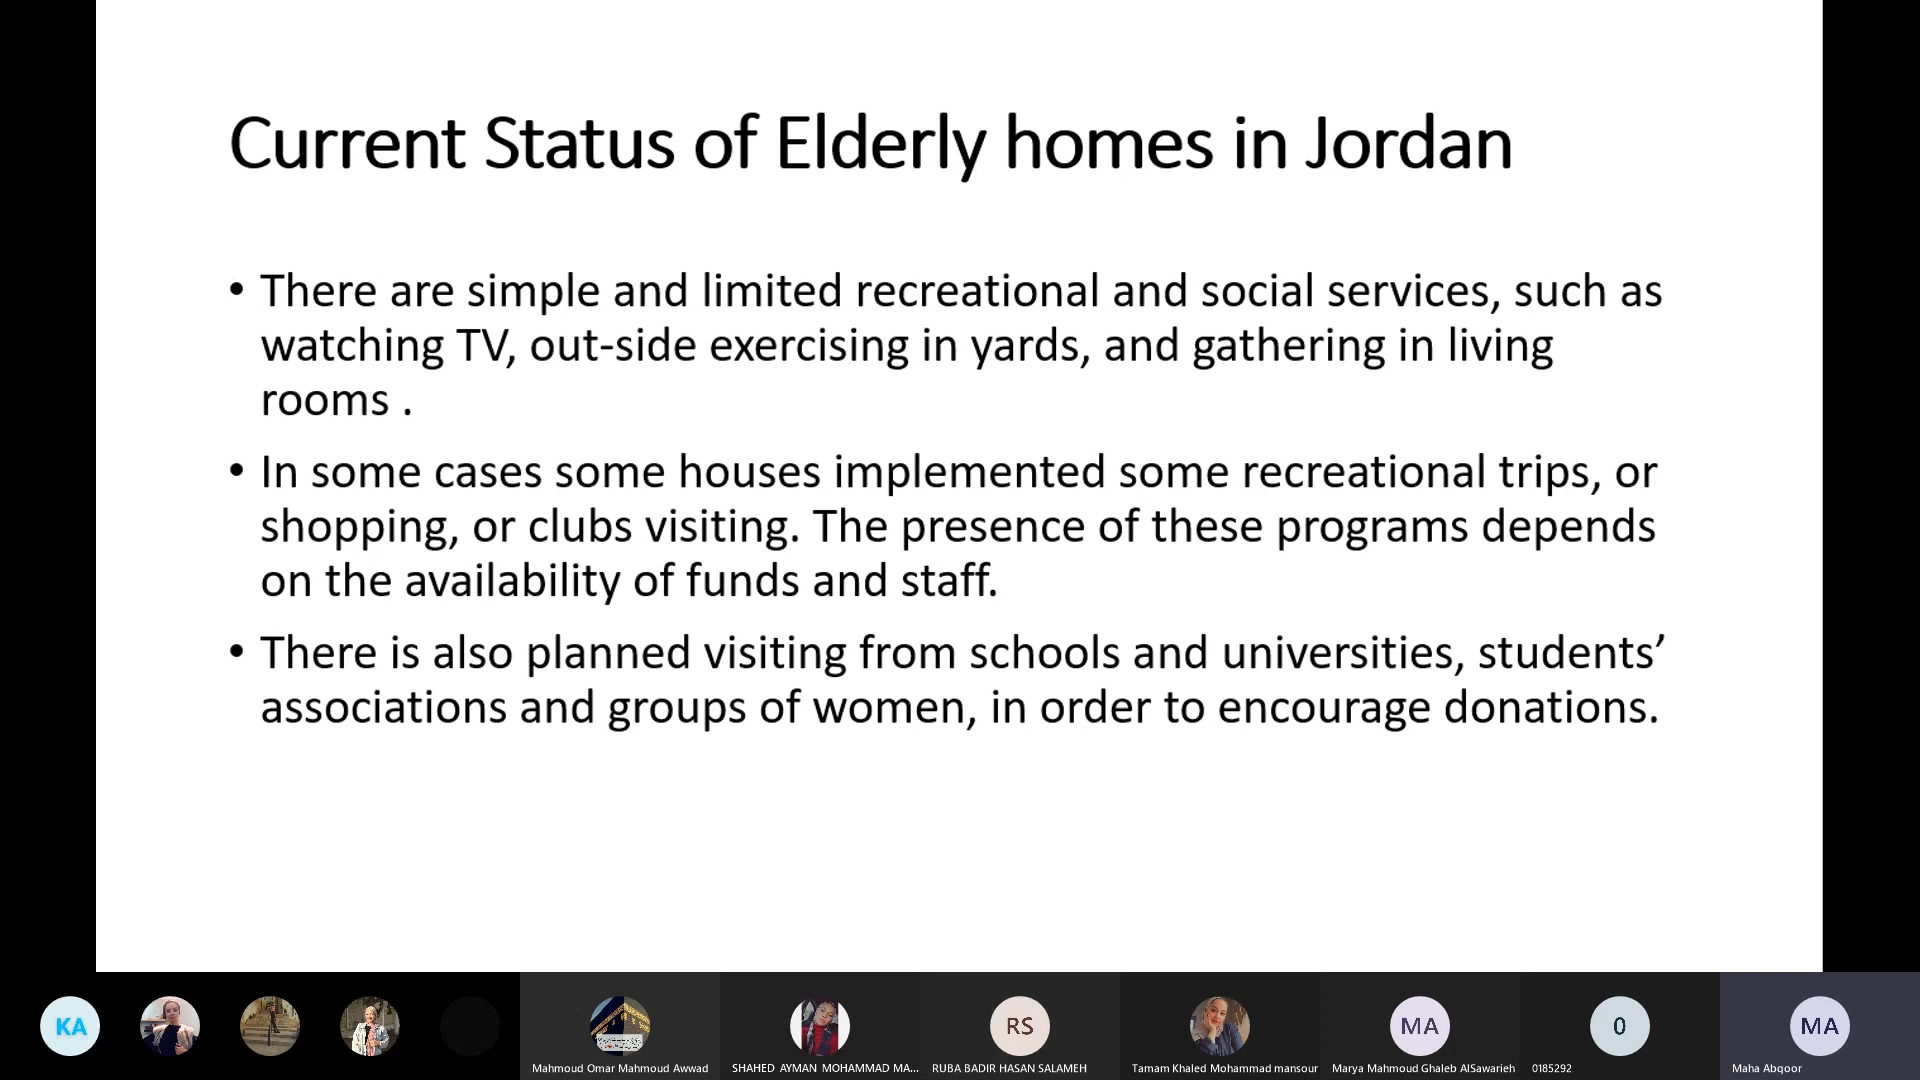 Current Status of Elderly homes in Jordan
• There are simple and limited recreational and social services, such as
watching TV, out-side exercising in yards, and gathering in living
rooms .
• In some cases some houses implemented some recreational trips, or
shopping, or clubs visiting. The presence of these programs depends
on the availability of funds and staff.
• There is also planned visiting from schools and universities, students’
associations and groups of women, in order to encourage donations.
KA
RS
MA
0
MA
Mahmoud Omar Mahmoud Awwad
SHAHED AYMAN MOHAMMAD MA...
RUBA BADIR HASAN SALAMEH
Tamam Khaled Mohammad mansour
Marya Mahmoud Ghaleb AlSawarieh
0185292
Maha Abqoor